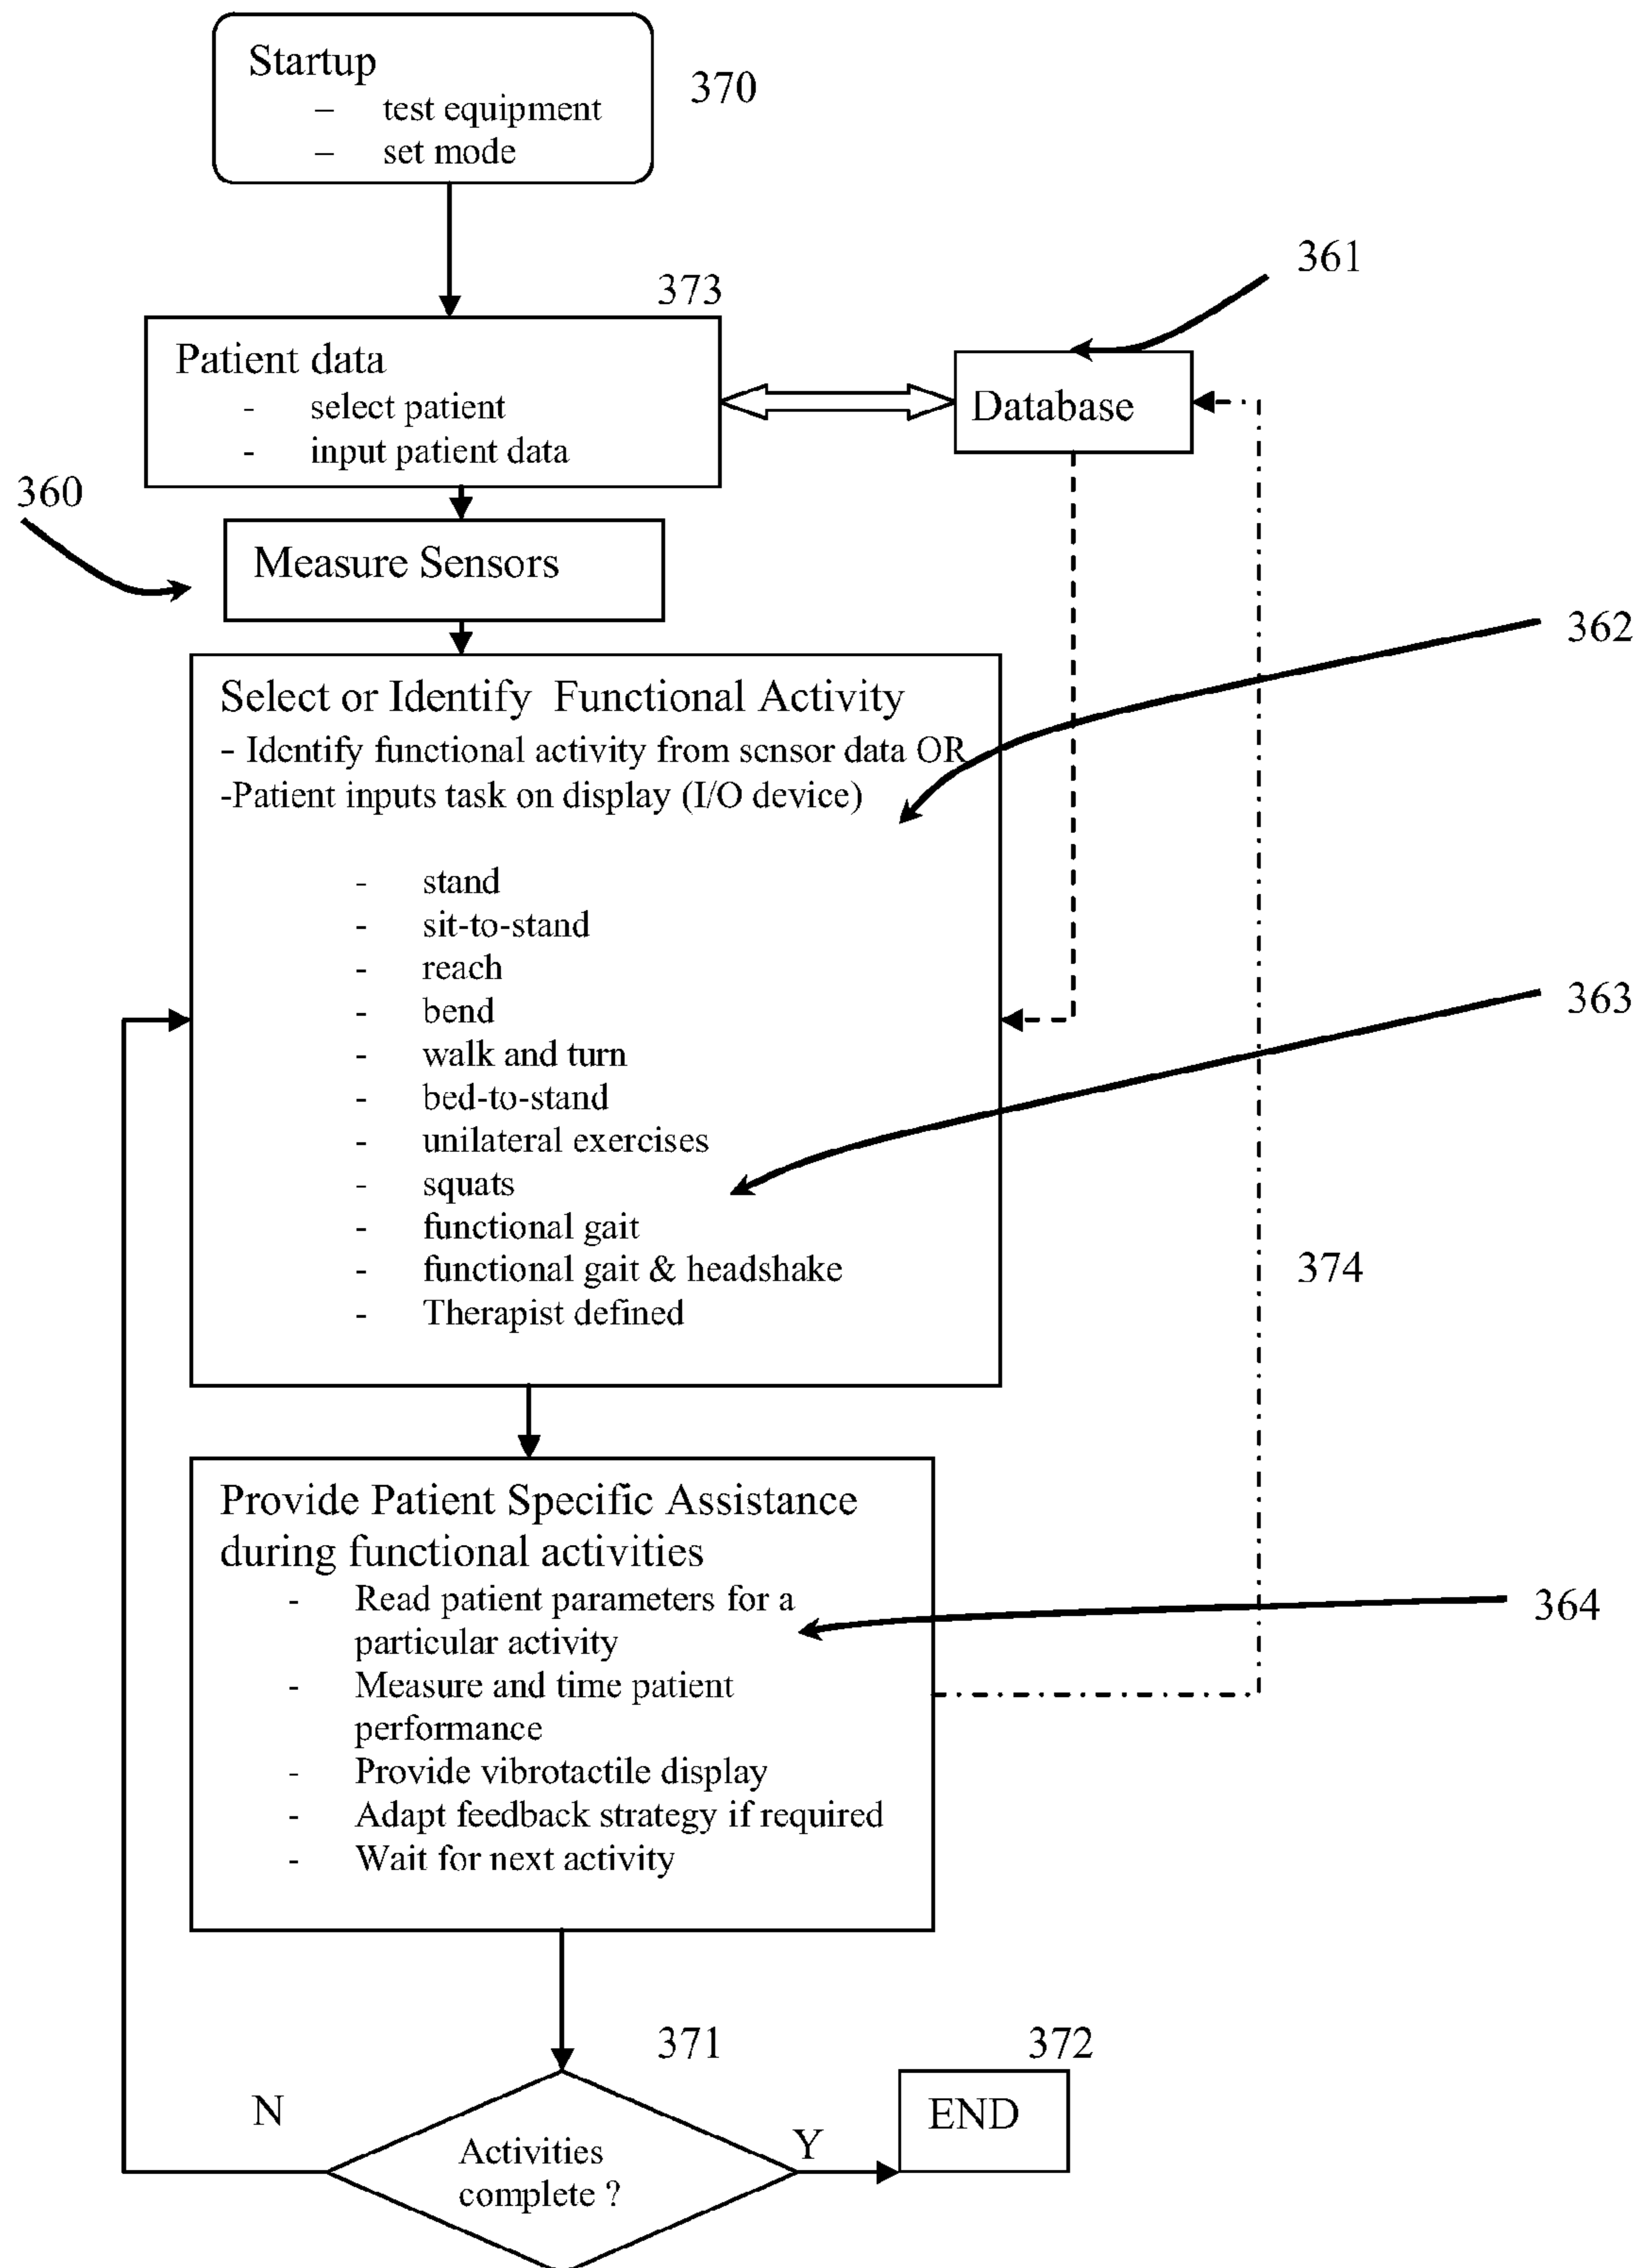 Startup
– test equipment
– set mode
370
361
373
Patient data
- select patient
- input patient data
Database
360
Measure Sensors
362
Select or Identify Functional Activity
- Identify functional activity from sensor data OR
-Patient inputs task on display (I/O device)
- stand
- sit-to-stand
- reach
- bend
- walk and turn
- bed-to-stand
- unilateral exercises
- squats
- functional gait
- functional gait & headshake
- Therapist defined
363
374
Provide Patient Specific Assistance
during functional activities
- Read patient parameters for a
particular activity
- Measure and time patient
performance
- Provide vibrotactile display
- Adapt feedback strategy if required
- Wait for next activity
364
371
372
N
Activities
complete ?
Y
END